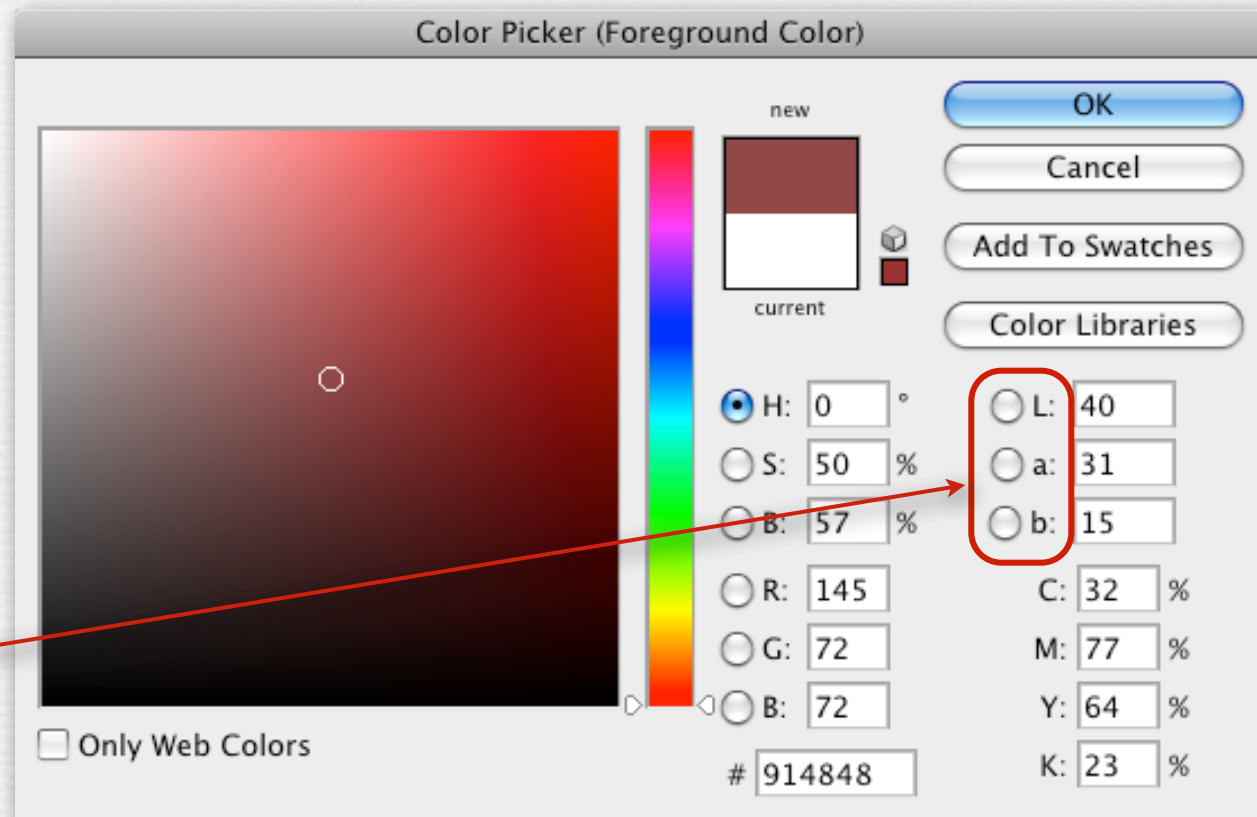 Color Picker (Foreground Color)
new
current
OK
Cancel
Add To Swatches
Color Libraries
H: 0 °
S: 50 %
B: 57 %
R: 145
G: 72
B: 72
# 914848
L: 40
a: 31
b: 15
C: 32 %
M: 77 %
Y: 64 %
K: 23 %
Only Web Colors